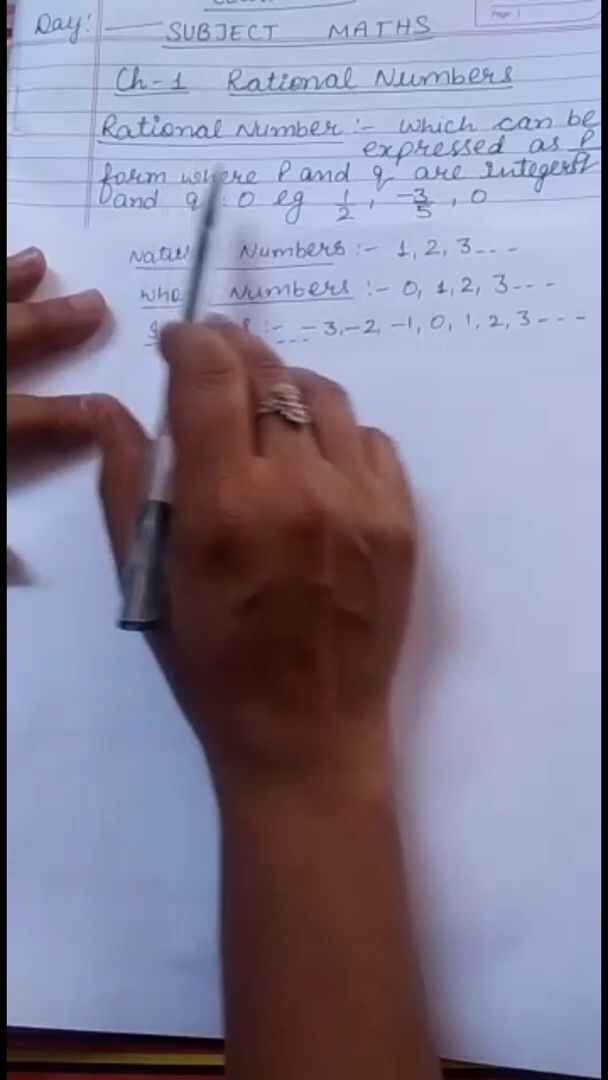 Page
Day:
SUBJECT MATHS
Ch-1 Rational Numbers
Rational Number :- Which can be
expressed as P/q
form where P and q are integers
and q 0 eg 1/2, -3/5, 0
Numbers :- 1, 2, 3---
Numbers :- 0, 1, 2, 3---
:- ---3, -2, -1, 0, 1, 2, 3---